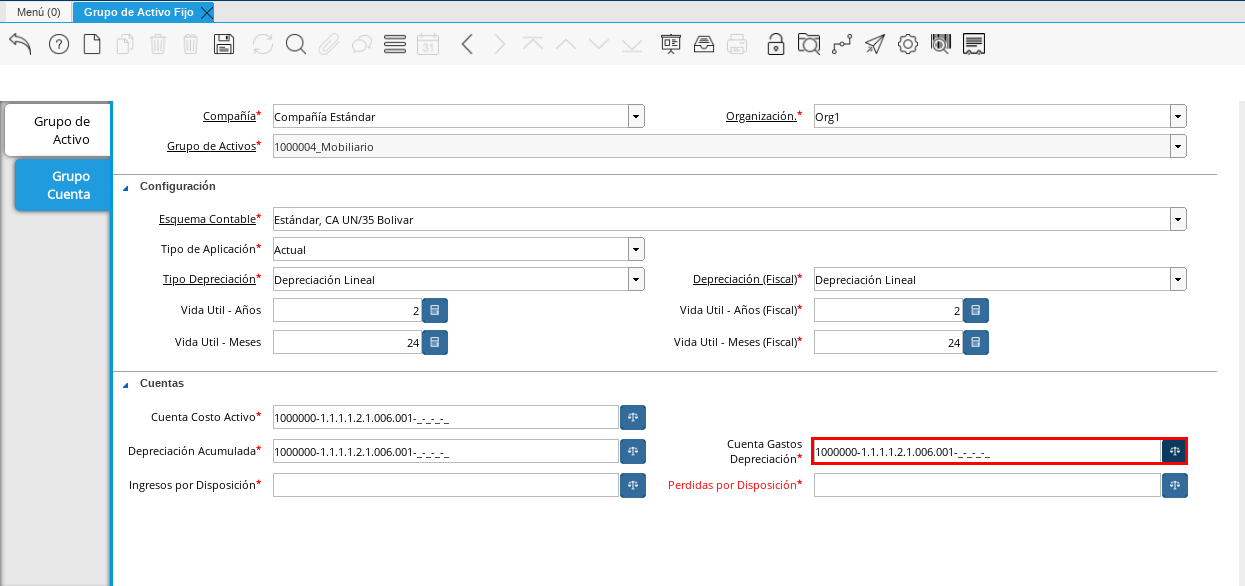 Menú (0)
Grupo de Activo Fijo
31
Grupo de
Activo
Grupo
Cuenta
Compañía* Compañía Estándar
Organización.* Org1
Grupo de Activos* 1000004_Mobiliario
Configuración
Esquema Contable* Estándar, CA UN/35 Bolivar
Tipo de Aplicación* Actual
Tipo Depreciación* Depreciación Lineal
Depreciación (Fiscal)* Depreciación Lineal
Vida Util - Años 2
Vida Util - Años (Fiscal)* 2
Vida Util - Meses 24
Vida Util - Meses (Fiscal)* 24
Cuentas
Cuenta Costo Activo* 1000000-1.1.1.1.2.1.006.001-_-_-_-_
Depreciación Acumulada* 1000000-1.1.1.1.2.1.006.001-_-_-_-_
Cuenta Gastos
Depreciación* 1000000-1.1.1.1.2.1.006.001-_-_-_-_
Ingresos por Disposición*
Perdidas por Disposición*